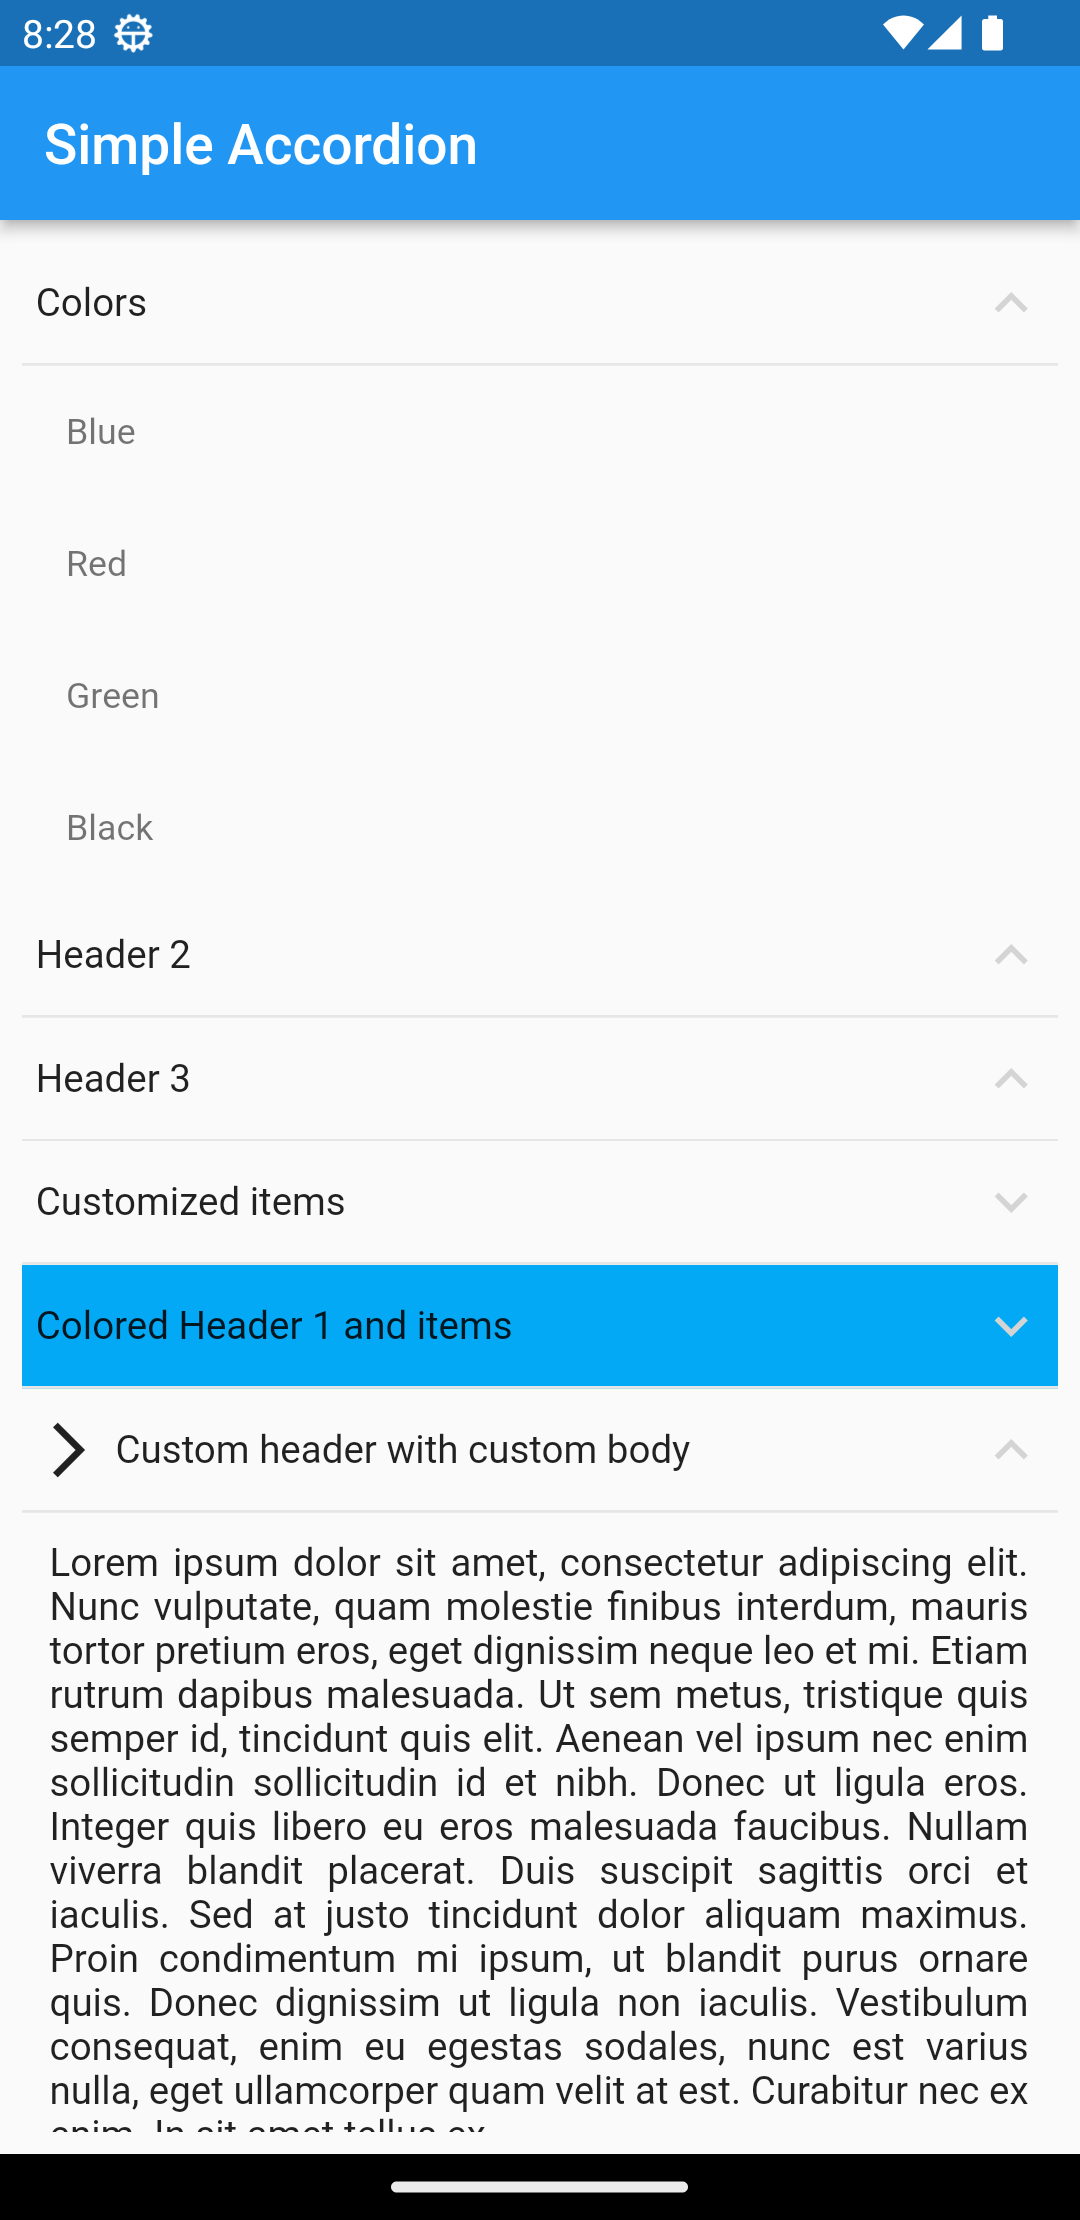 8:28
Simple Accordion
Colors
Blue
Red
Green
Black
Header 2
Header 3
Customized items
Colored Header 1 and items
Custom header with custom body
Lorem ipsum dolor sit amet, consectetur adipiscing elit.
Nunc vulputate, quam molestie finibus interdum, mauris
tortor pretium eros, eget dignissim neque leo et mi. Etiam
rutrum dapibus malesuada. Ut sem metus, tristique quis
semper id, tincidunt quis elit. Aenean vel ipsum nec enim
sollicitudin sollicitudin id et nibh. Donec ut ligula eros.
Integer quis libero eu eros malesuada faucibus. Nullam
viverra blandit placerat. Duis suscipit sagittis orci et
iaculis. Sed at justo tincidunt dolor aliquam maximus.
Proin condimentum mi ipsum, ut blandit purus ornare
quis. Donec dignissim ut ligula non iaculis. Vestibulum
consequat, enim eu egestas sodales, nunc est varius
nulla, eget ullamcorper quam velit at est. Curabitur nec ex
enim. In sit amet tellus ex